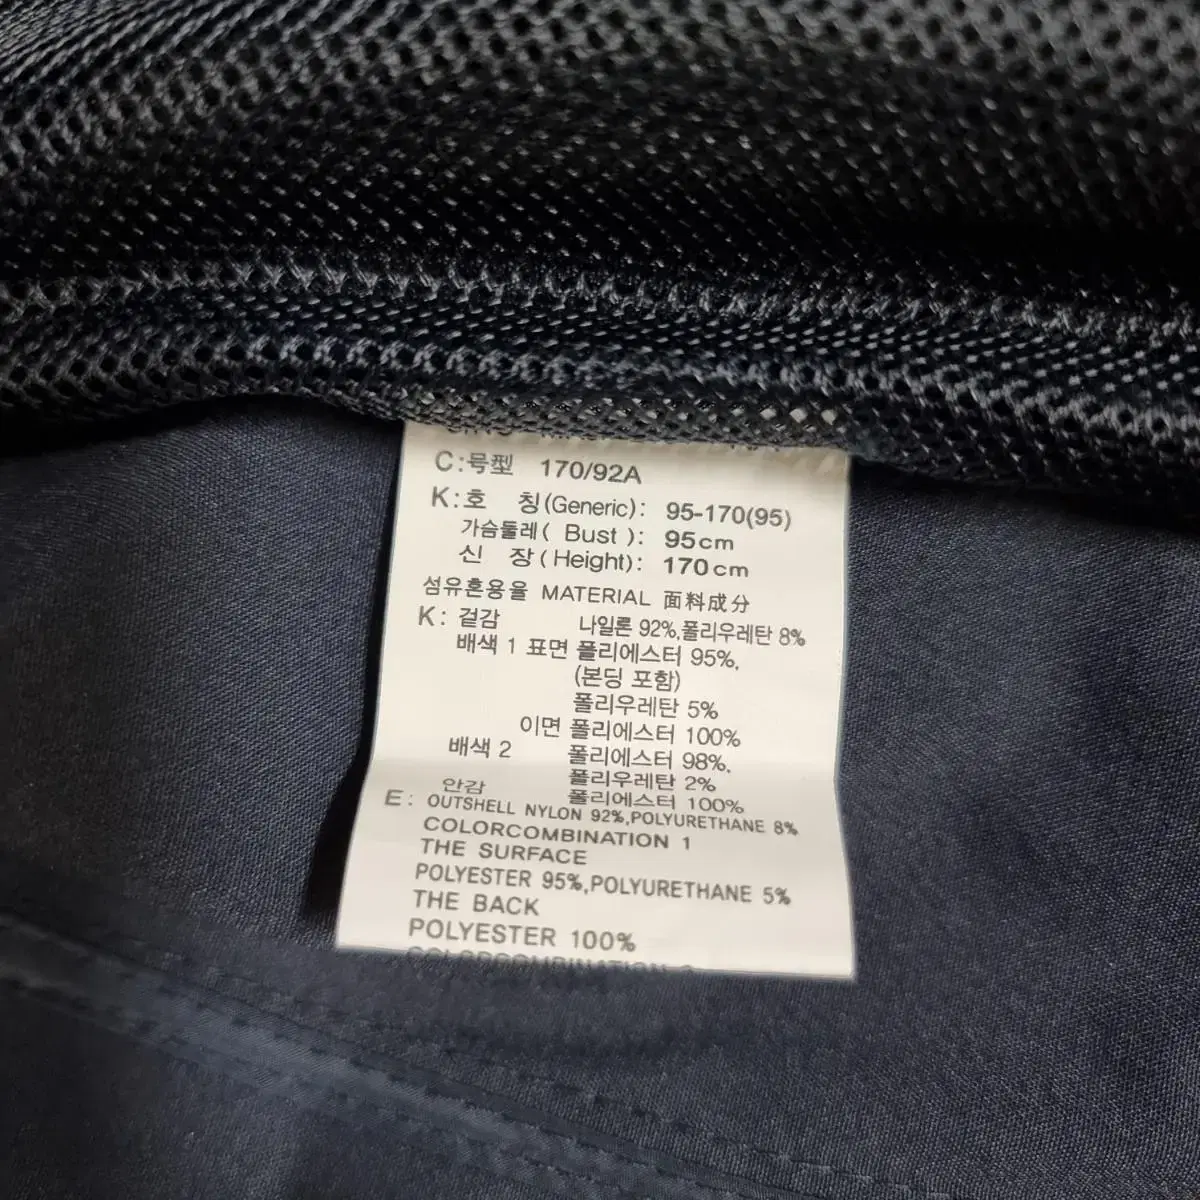 C:号型 170/92A
K:호 칭(Generic): 95-170(95)
가슴둘레( Bust ): 95cm
신 장(Height): 170cm
섬유혼용율 MATERIAL 面料成分
K: 겉감 나일론 92%,폴리우레탄 8%
배색 1 표면 폴리에스터 95%,
(본딩 포함)
폴리우레탄 5%
이면 폴리에스터 100%
배색 2 폴리에스터 98%,
폴리우레탄 2%
안감 폴리에스터 100%
E: OUTSHELL NYLON 92%,POLYURETHANE 8%
COLORCOMBINATION 1
THE SURFACE
POLYESTER 95%,POLYURETHANE 5%
THE BACK
POLYESTER 100%
COLORCOMBINATION